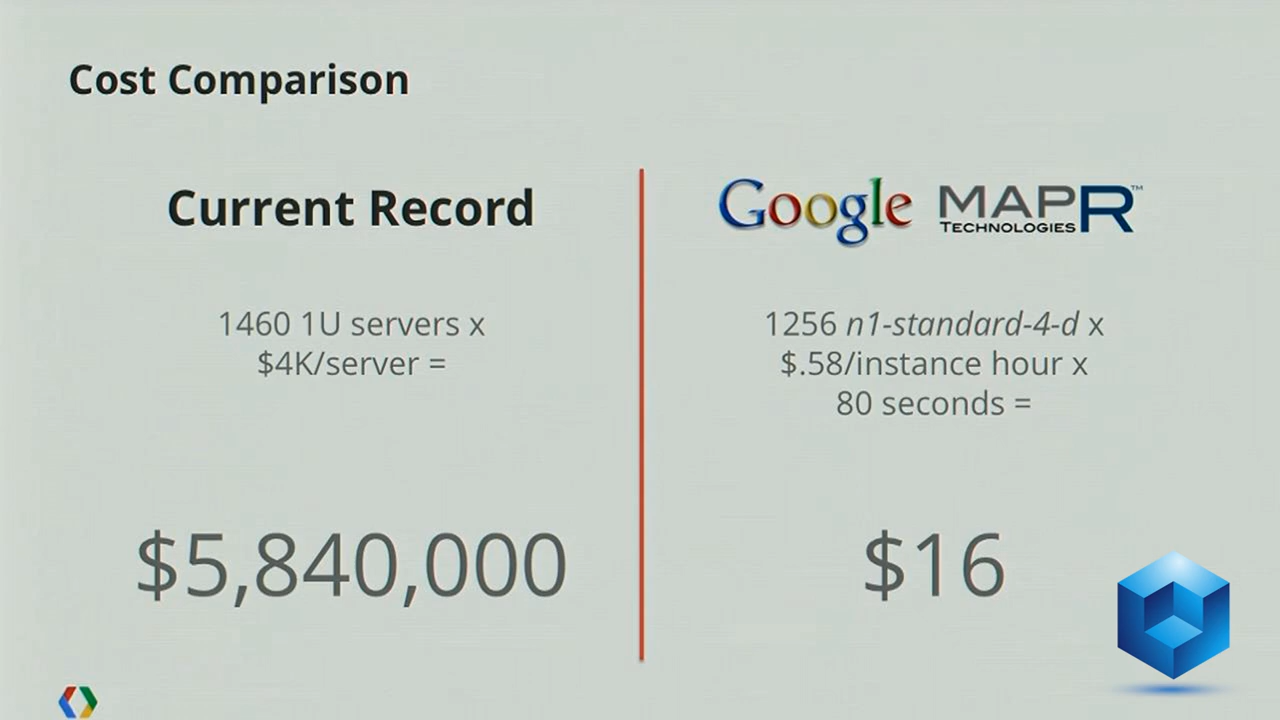 Cost Comparison
Current Record
1460 1U servers x
$4K/server =
$5,840,000
Google MAPR™
TECHNOLOGIES
1256 n1-standard-4-d x
$.58/instance hour x
80 seconds =
$16